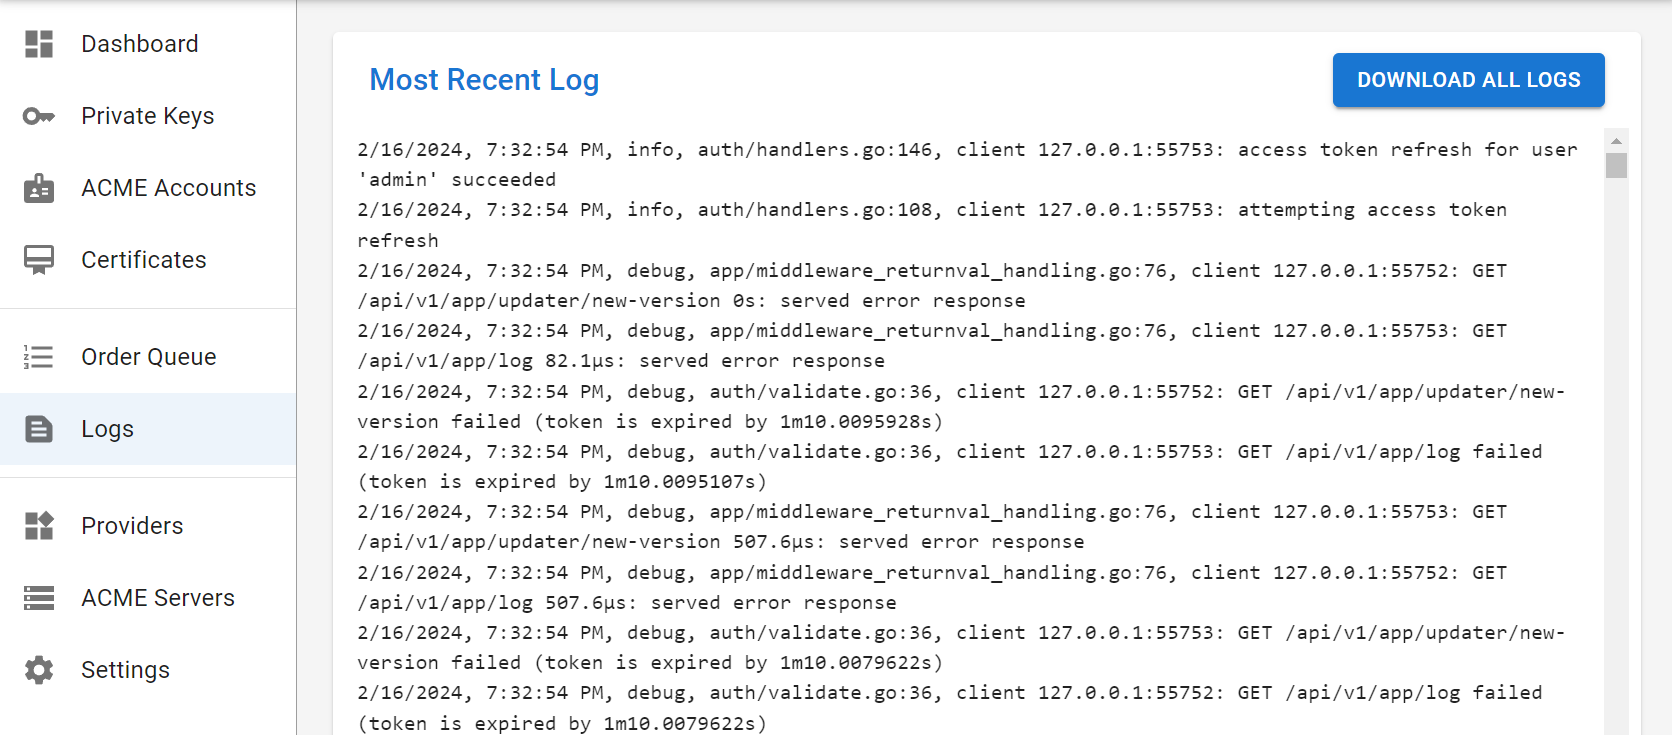 Dashboard
Private Keys
ACME Accounts
Certificates
Order Queue
Logs
Providers
ACME Servers
Settings
Most Recent Log
DOWNLOAD ALL LOGS
2/16/2024, 7:32:54 PM, info, auth/handlers.go:146, client 127.0.0.1:55753: access token refresh for user
'admin' succeeded
2/16/2024, 7:32:54 PM, info, auth/handlers.go:108, client 127.0.0.1:55753: attempting access token
refresh
2/16/2024, 7:32:54 PM, debug, app/middleware_returnval_handling.go:76, client 127.0.0.1:55752: GET
/api/v1/app/updater/new-version 0s: served error response
2/16/2024, 7:32:54 PM, debug, app/middleware_returnval_handling.go:76, client 127.0.0.1:55753: GET
/api/v1/app/log 82.1µs: served error response
2/16/2024, 7:32:54 PM, debug, auth/validate.go:36, client 127.0.0.1:55752: GET /api/v1/app/updater/new-
version failed (token is expired by 1m10.0095928s)
2/16/2024, 7:32:54 PM, debug, auth/validate.go:36, client 127.0.0.1:55753: GET /api/v1/app/log failed
(token is expired by 1m10.0095107s)
2/16/2024, 7:32:54 PM, debug, app/middleware_returnval_handling.go:76, client 127.0.0.1:55753: GET
/api/v1/app/updater/new-version 507.6µs: served error response
2/16/2024, 7:32:54 PM, debug, app/middleware_returnval_handling.go:76, client 127.0.0.1:55752: GET
/api/v1/app/log 507.6µs: served error response
2/16/2024, 7:32:54 PM, debug, auth/validate.go:36, client 127.0.0.1:55753: GET /api/v1/app/updater/new-
version failed (token is expired by 1m10.0079622s)
2/16/2024, 7:32:54 PM, debug, auth/validate.go:36, client 127.0.0.1:55752: GET /api/v1/app/log failed
(token is expired by 1m10.0079622s)